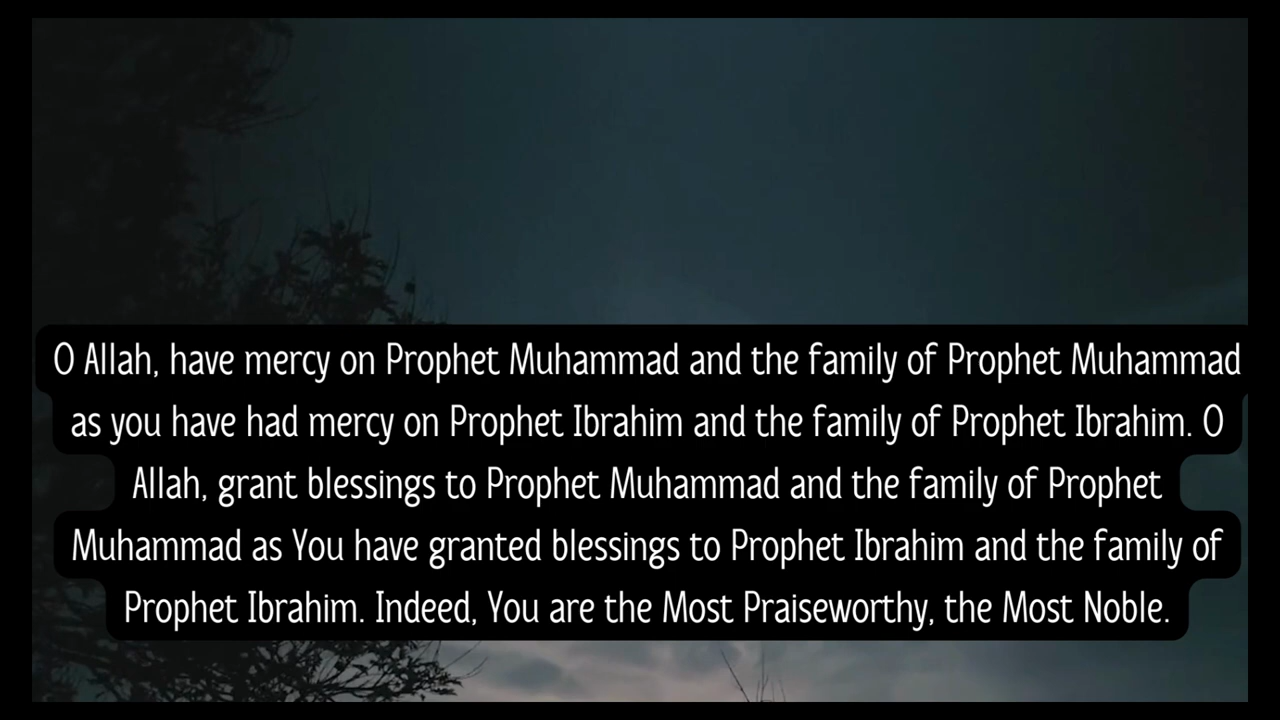 O Allah, have mercy on Prophet Muhammad and the family of Prophet Muhammad
as you have had mercy on Prophet Ibrahim and the family of Prophet Ibrahim. O
Allah, grant blessings to Prophet Muhammad and the family of Prophet
Muhammad as You have granted blessings to Prophet Ibrahim and the family of
Prophet Ibrahim. Indeed, You are the Most Praiseworthy, the Most Noble.